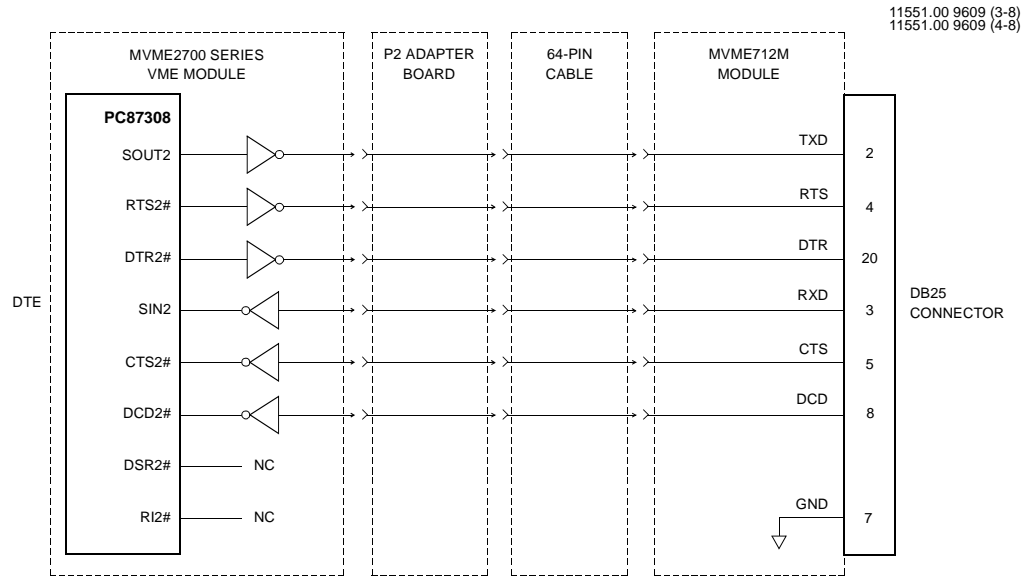 11551.00 9609 (3-8)
11551.00 9609 (4-8)
MVME2700 SERIES
VME MODULE
P2 ADAPTER
BOARD
64-PIN
CABLE
MVME712M
MODULE
PC87308
SOUT2
TXD
2
RTS2#
RTS
4
DTR2#
DTR
20
DTE
SIN2
RXD
3
DB25
CONNECTOR
CTS2#
CTS
5
DCD2#
DCD
8
DSR2#
NC
RI2#
NC
GND
7